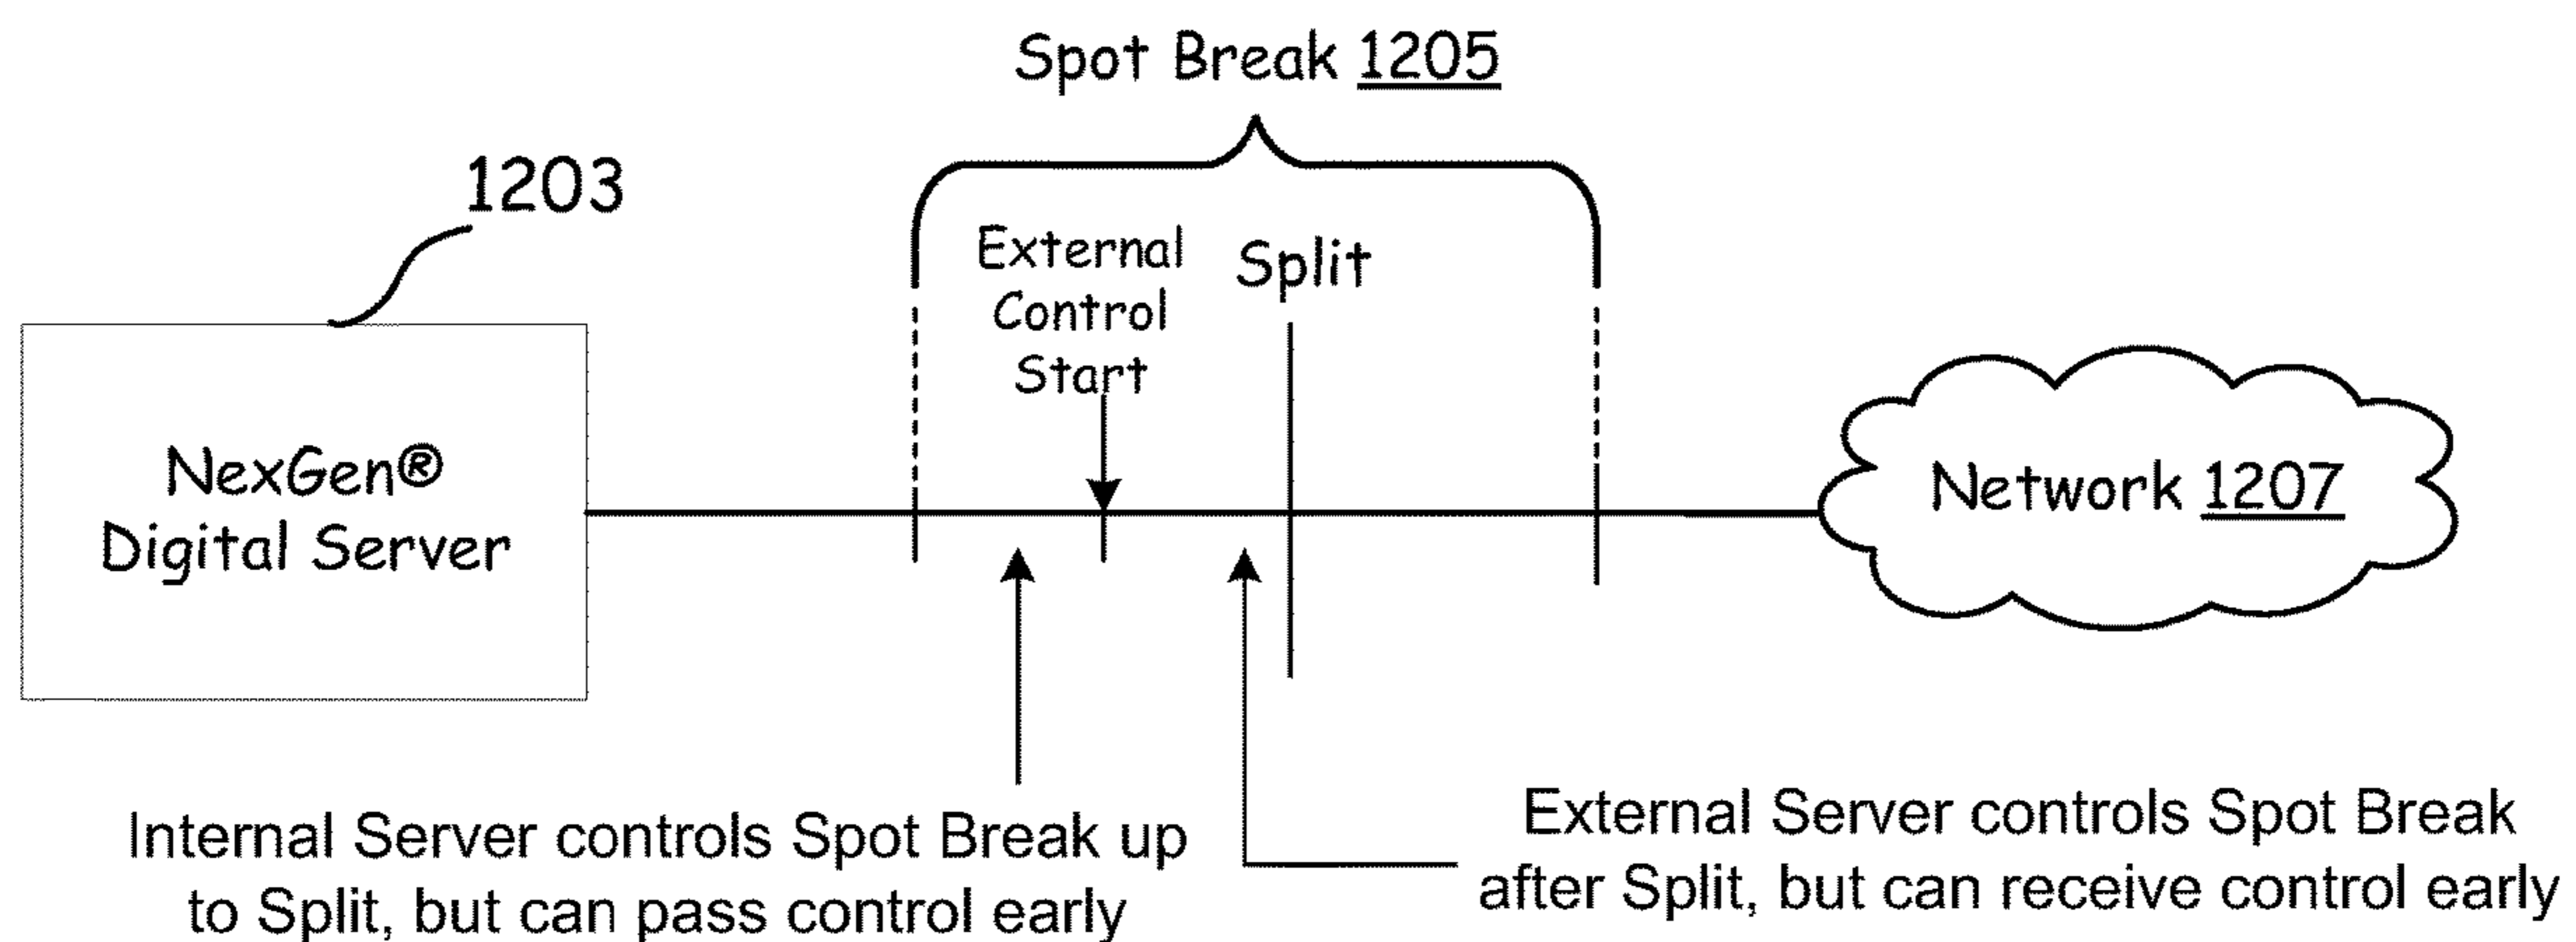 Spot Break 1205
1203
External
Control
Start
Split
NexGen®
Digital Server
Network 1207
Internal Server controls Spot Break up
to Split, but can pass control early
External Server controls Spot Break
after Split, but can receive control early